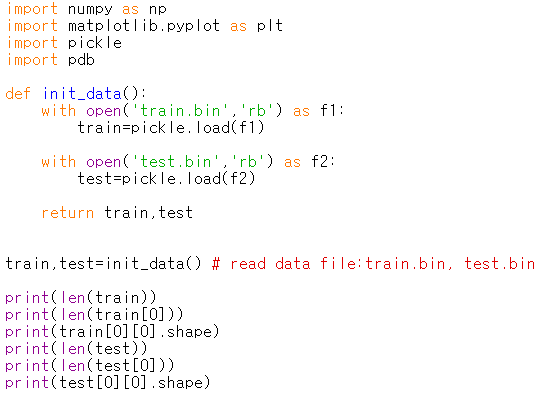 import numpy as np
import matplotlib.pyplot as plt
import pickle
import pdb
def init_data():
    with open('train.bin','rb') as f1:
        train=pickle.load(f1)
    with open('test.bin','rb') as f2:
        test=pickle.load(f2)
    return train,test
train,test=init_data() # read data file:train.bin, test.bin
print(len(train))
print(len(train[0]))
print(train[0][0].shape)
print(len(test))
print(len(test[0]))
print(test[0][0].shape)